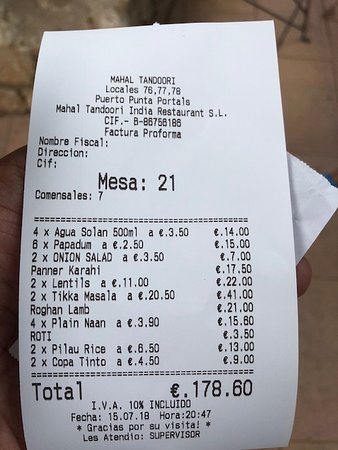 MAHAL TANDOORI
Locales 76,77,78
Puerto Punta Portals
Mahal Tandoori India Restaurant S.L.
CIF.- B-86756186
Factura Proforma
Nombre Fiscal:
Direccion:
Cif:
Mesa: 21
Comensales: 7
4 x Agua Solan 500ml a €.3.50 €.14.00
6 x Papadum a €.2.50 €.15.00
2 x ONION SALAD a €.3.50 €.7.00
Panner Karahi €.17.50
2 x Lentils a €.11.00 €.22.00
2 x Tikka Masala a €.20.50 €.41.00
Roghan Lamb €.21.00
4 x Plain Naan a €.3.90 €.15.60
ROTI €.3.50
2 x Pilau Rice a €.6.50 €.13.00
2 x Copa Tinto a €.4.50 €.9.00
Total €.178.60
I.V.A. 10% INCLUIDO
Fecha: 15.07.18 Hora:20:47
* Gracias por su visita! *
Les Atendio: SUPERVISOR